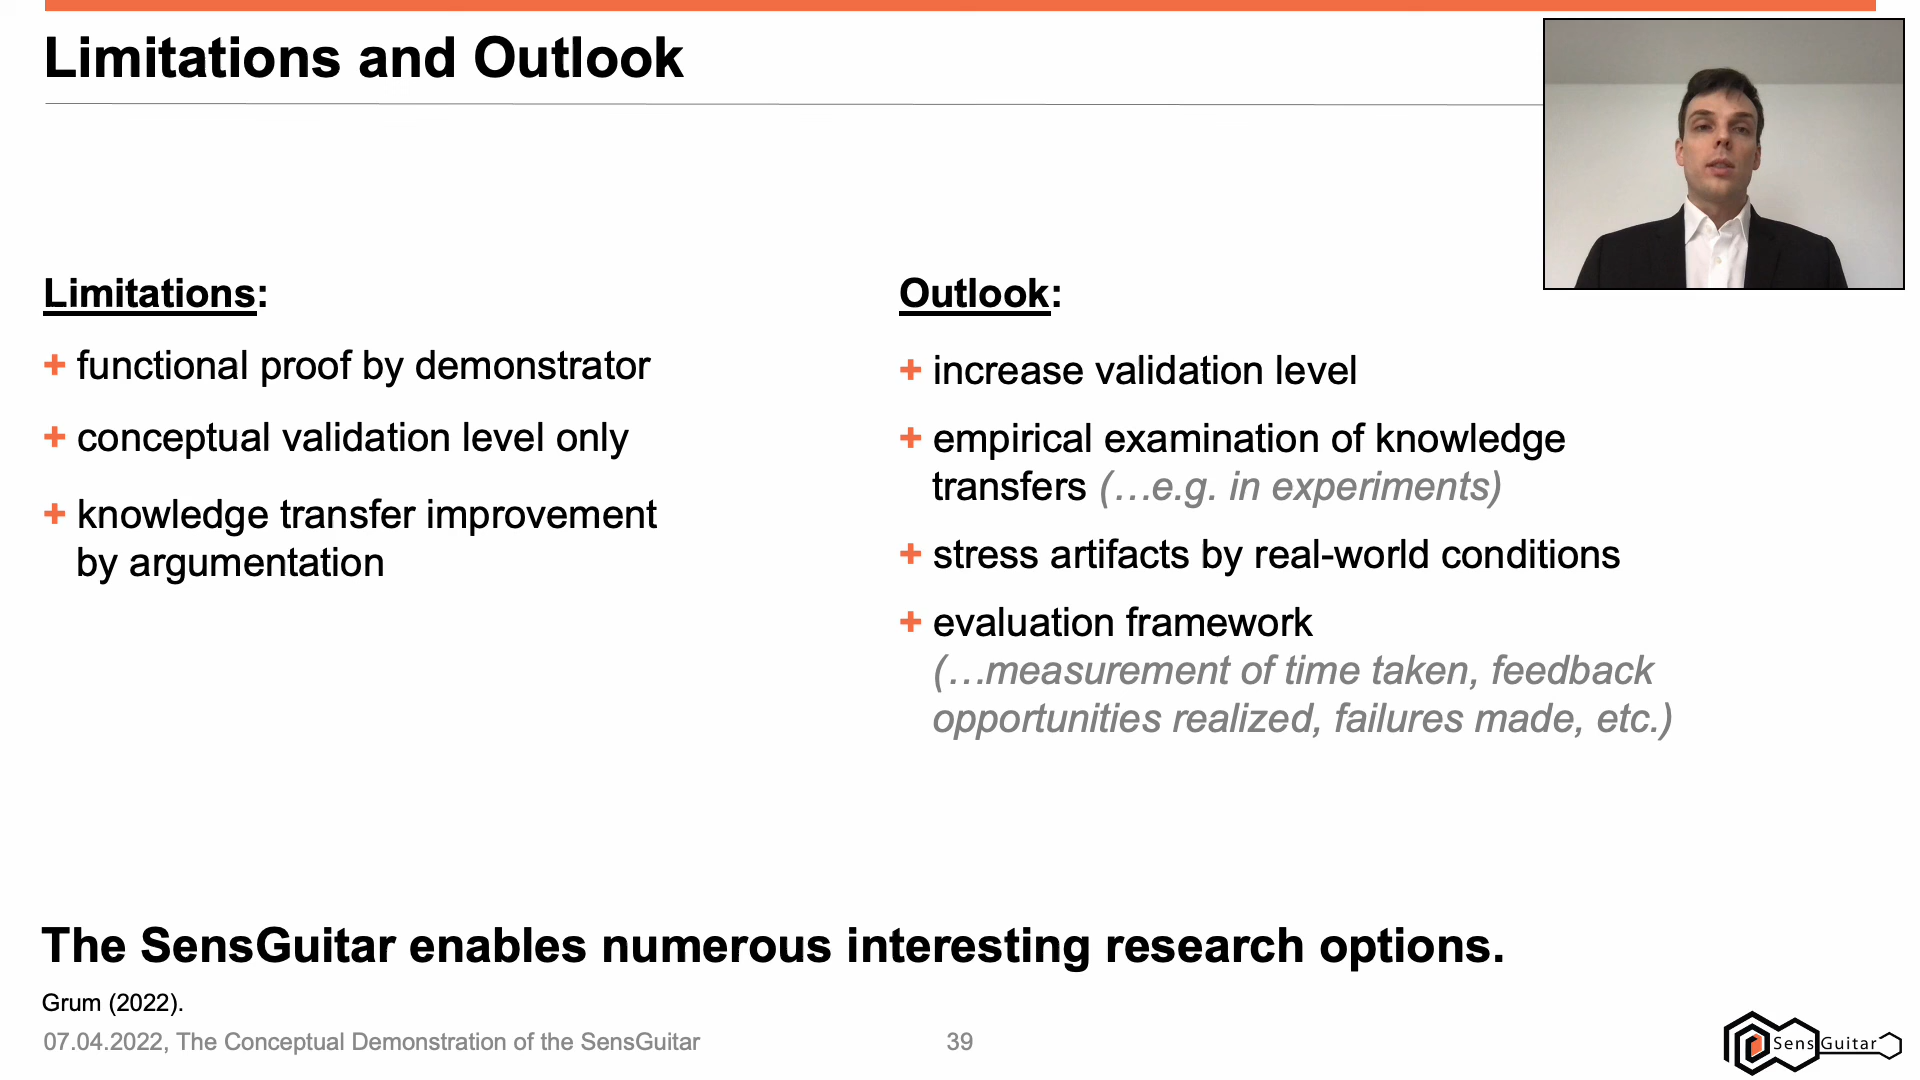 Limitations and Outlook
Limitations:
+ functional proof by demonstrator
+ conceptual validation level only
+ knowledge transfer improvement
by argumentation
Outlook:
+ increase validation level
+ empirical examination of knowledge
transfers (…e.g. in experiments)
+ stress artifacts by real-world conditions
+ evaluation framework
(…measurement of time taken, feedback
opportunities realized, failures made, etc.)
The SensGuitar enables numerous interesting research options.
Grum (2022).
07.04.2022, The Conceptual Demonstration of the SensGuitar
39
Sens Guitar